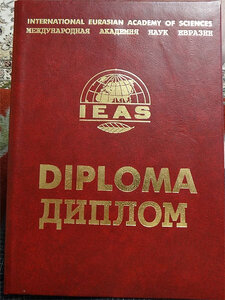 INTERNATIONAL EURASIAN ACADEMY OF SCIENCES
МЕЖДУНАРОДНАЯ АКАДЕМИЯ НАУК ЕВРАЗИИ
IEAS
DIPLOMA
ДИПЛОМ